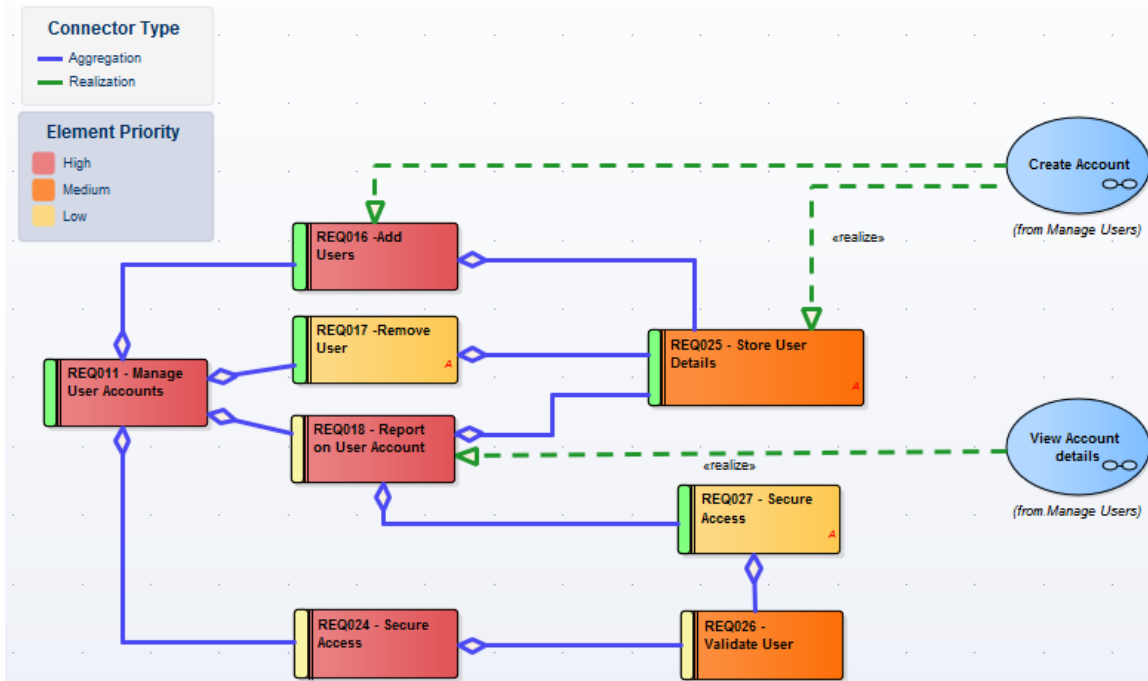 Connector Type
Aggregation
Realization
Element Priority
High
Medium
Low
Create Account
(from Manage Users)
«realize»
REQ016 -Add
Users
REQ017 -Remove
User
A
REQ025 - Store User
Details
A
REQ011 - Manage
User Accounts
REQ018 - Report
on User Account
View Account
details
(from Manage Users)
«realize»
REQ027 - Secure
Access
A
REQ024 - Secure
Access
REQ026 -
Validate User